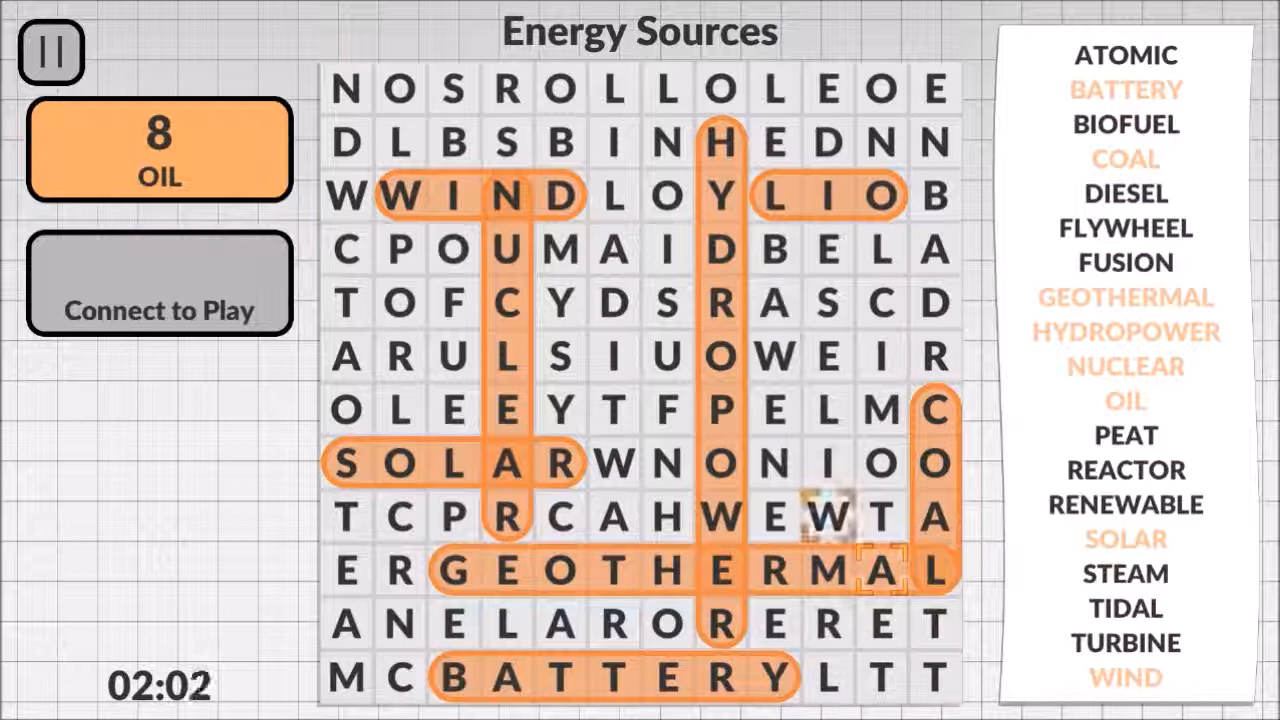 Energy Sources
8
OIL
Connect to Play
02:02
N O S R O L L O L E O E
D L B S B I N H E D N N
W W I N D L O Y L I O B
C P O U M A I D B E L A
T O F C Y D S R A S C D
A R U L S I U O W E I R
O L E E Y T F P E L M C
S O L A R W N O N I O O
T C P R C A H W E W T A
E R G E O T H E R M A L
A N E L A R O R E R E T
M C B A T T E R Y L T T
ATOMIC
BATTERY
BIOFUEL
COAL
DIESEL
FLYWHEEL
FUSION
GEOTHERMAL
HYDROPOWER
NUCLEAR
OIL
PEAT
REACTOR
RENEWABLE
SOLAR
STEAM
TIDAL
TURBINE
WIND